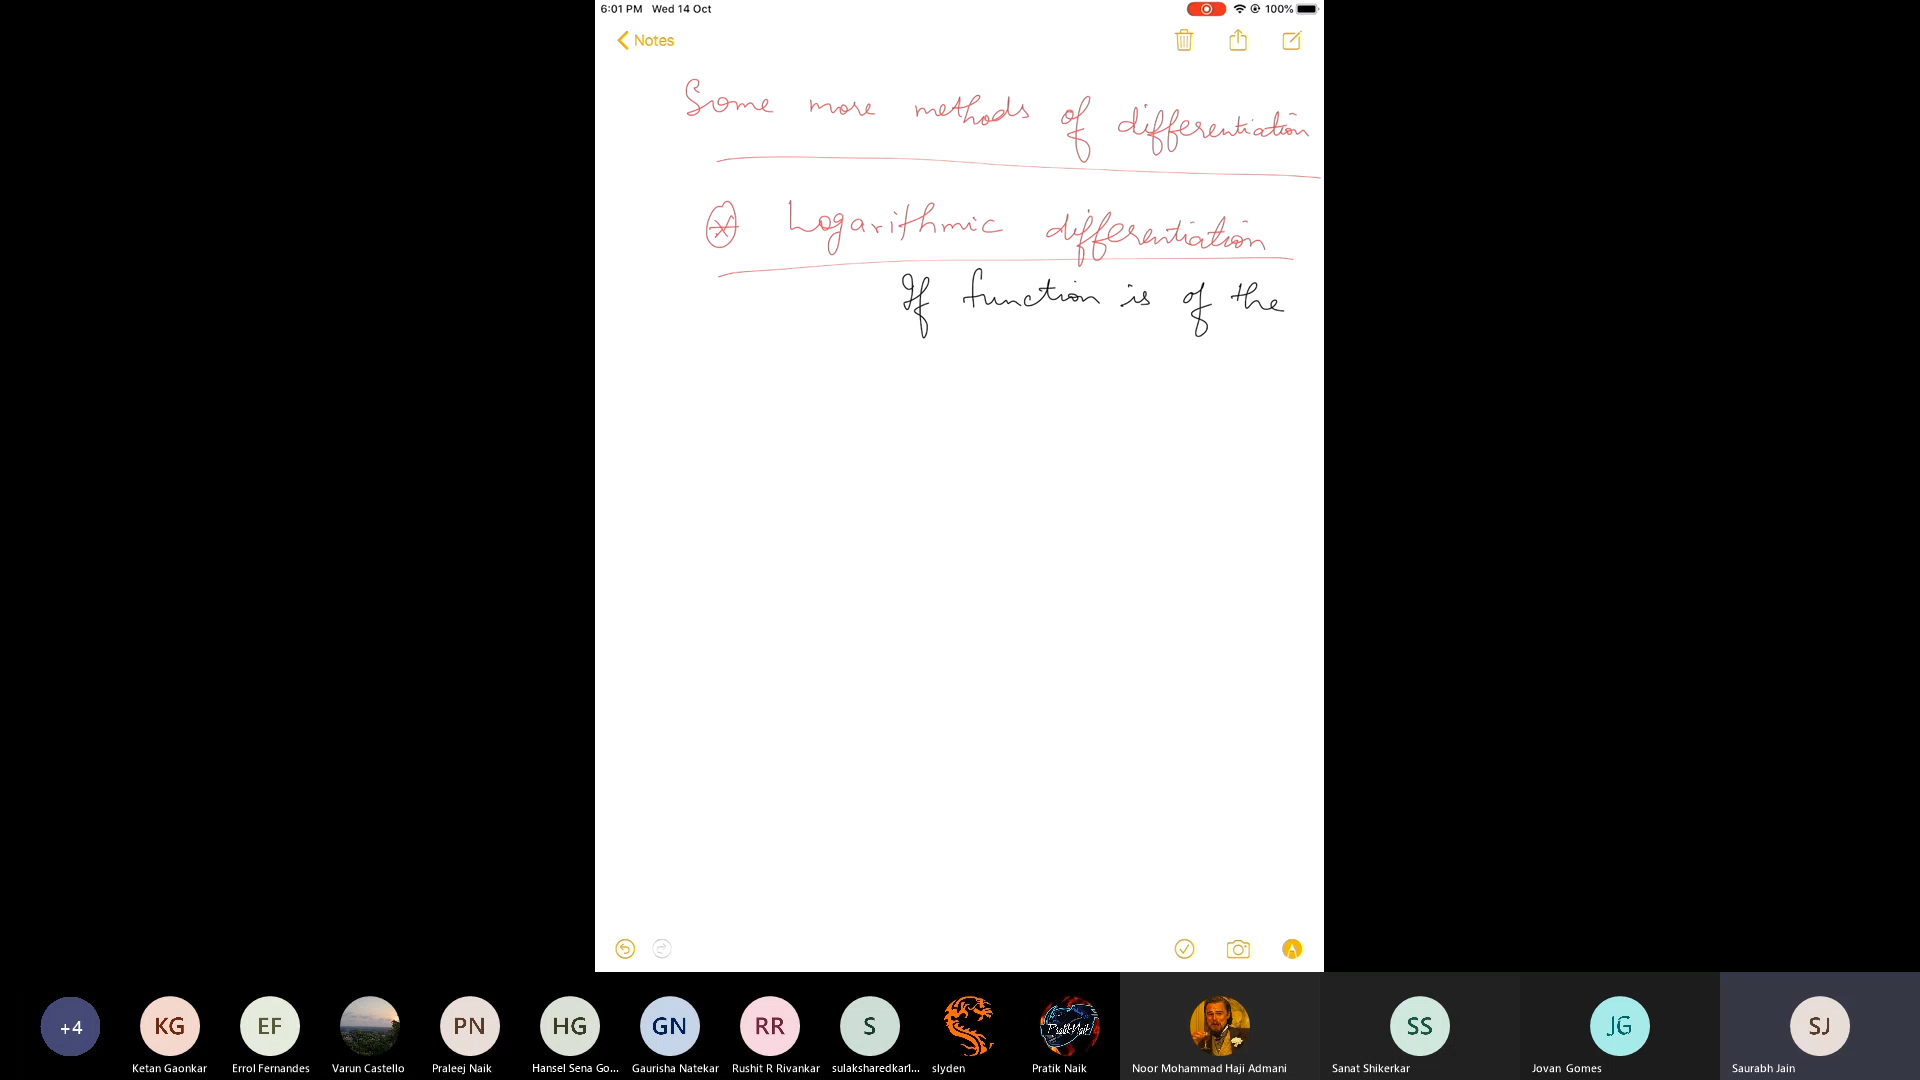 6:01 PM Wed 14 Oct 100%
Notes
Some more methods of differentiation
Logarithmic differentiation
If function is of the
+4 KG EF PN HG GN RR S PratikNaik SS JG SJ
Ketan Gaonkar Errol Fernandes Varun Castello Praleej Naik Hansel Sena Go... Gaurisha Natekar Rushit R Rivankar sulaksharedkarl... slyden Pratik Naik Noor Mohammad Haji Admani Sanat Shikerkar Jovan Gomes Saurabh Jain